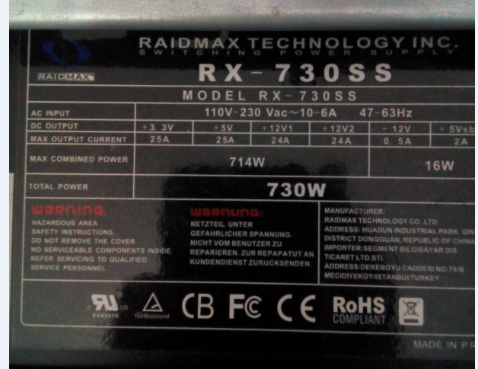 RAIDMAX TECHNOLOGY INC.
SWITCHING POWER SUPPLY
RAIDMAX
RX-730SS
MODEL RX-730SS
AC INPUT 110V-230 Vac~10-6A 47-63Hz
DC OUTPUT +3.3V +5V +12V1 +12V2 -12V +5Vsb
MAX OUTPUT CURRENT 25A 25A 24A 24A 0.5A 2A
MAX COMBINED POWER 714W 16W
TOTAL POWER 730W
warning:
HAZARDOUS AREA
SAFETY INSTRUCTIONS.
DO NOT REMOVE THE COVER
NO SERVICEABLE COMPONENTS INSIDE.
REFER SERVICING TO QUALIFIED
SERVICE PERSONNEL.
warnung:
NETZTEIL UNTER
GEFAHRLICHER SPANNUNG.
NICHT VOM BENUTZER ZU
REPARIEREN. ZUR REPAPATUT AN
KUNDENDIENST ZURUCKSENDEN.
MANUFACTURER
RAIDMAX TECHNOLOGY CO.,LTD
ADDRESS: HUADUN INDUSTRIAL PARK, QIN
DISTRICT DONGGUAN, REPUBLIC OF CHINA
IMPORTER:SEGMENT BILGISAYAR DIS
TICARET LTD.STI.
ADDRESS:DEREBOYU CADDESI NO:78/B
MECIDIYEKOY/ISTANBUL/TURKEY
CB FC CE RoHS
COMPLIANT
MADE IN P.R